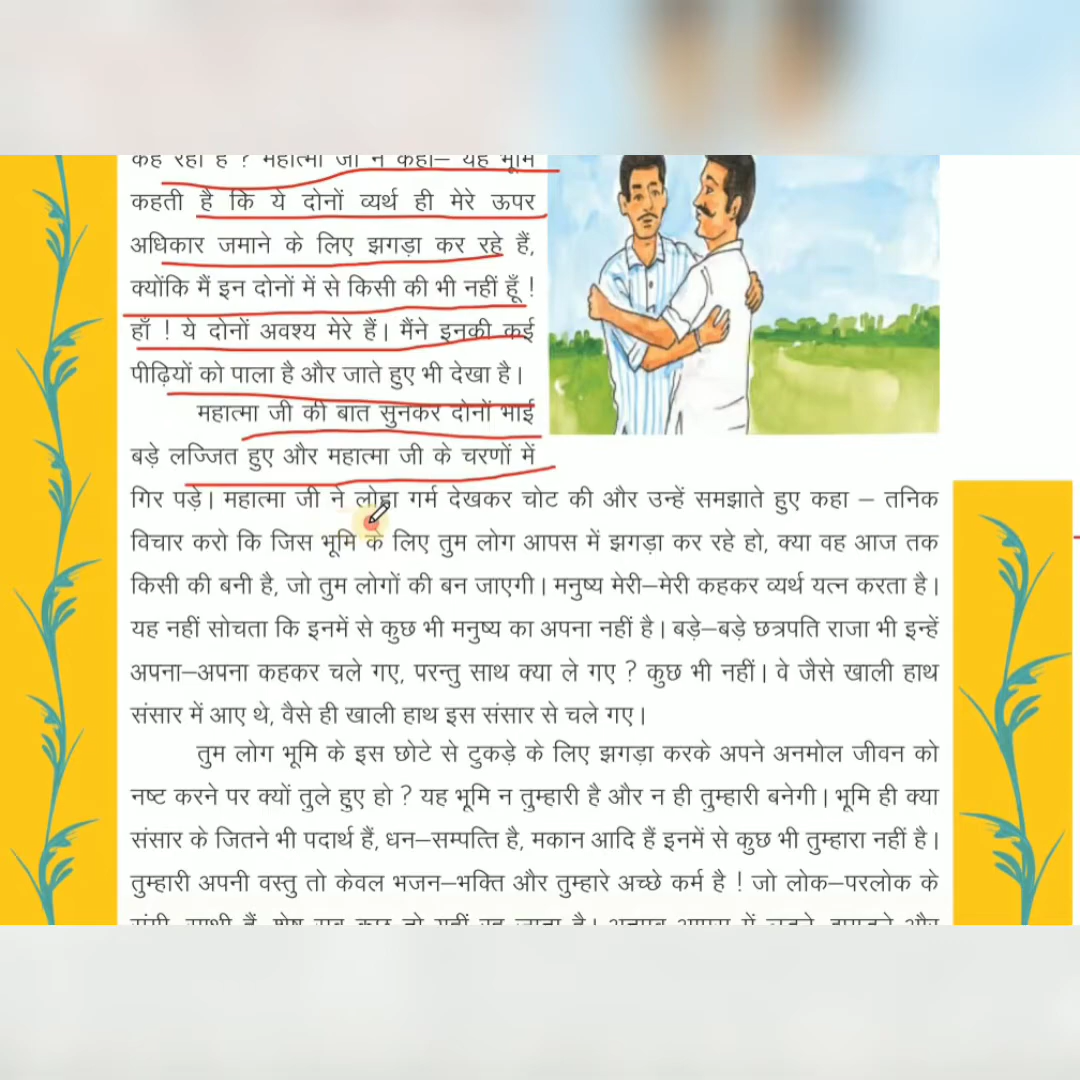 कह रही है ? महात्मा जी ने कहा– यह भूमि
कहती है कि ये दोनों व्यर्थ ही मेरे ऊपर
अधिकार जमाने के लिए झगड़ा कर रहे हैं,
क्योंकि मैं इन दोनों में से किसी की भी नहीं हूँ !
हाँ ! ये दोनों अवश्य मेरे हैं। मैंने इनकी कई
पीढ़ियों को पाला है और जाते हुए भी देखा है।
महात्मा जी की बात सुनकर दोनों भाई
बड़े लज्जित हुए और महात्मा जी के चरणों में
गिर पड़े। महात्मा जी ने लोहा गर्म देखकर चोट की और उन्हें समझाते हुए कहा – तनिक
विचार करो कि जिस भूमि के लिए तुम लोग आपस में झगड़ा कर रहे हो, क्या वह आज तक
किसी की बनी है, जो तुम लोगों की बन जाएगी। मनुष्य मेरी–मेरी कहकर व्यर्थ यत्न करता है।
यह नहीं सोचता कि इनमें से कुछ भी मनुष्य का अपना नहीं है। बड़े–बड़े छत्रपति राजा भी इन्हें
अपना–अपना कहकर चले गए, परन्तु साथ क्या ले गए ? कुछ भी नहीं। वे जैसे खाली हाथ
संसार में आए थे, वैसे ही खाली हाथ इस संसार से चले गए।
तुम लोग भूमि के इस छोटे से टुकड़े के लिए झगड़ा करके अपने अनमोल जीवन को
नष्ट करने पर क्यों तुले हुए हो ? यह भूमि न तुम्हारी है और न ही तुम्हारी बनेगी। भूमि ही क्या
संसार के जितने भी पदार्थ हैं, धन–सम्पत्ति है, मकान आदि हैं इनमें से कुछ भी तुम्हारा नहीं है।
तुम्हारी अपनी वस्तु तो केवल भजन–भक्ति और तुम्हारे अच्छे कर्म है ! जो लोक–परलोक के